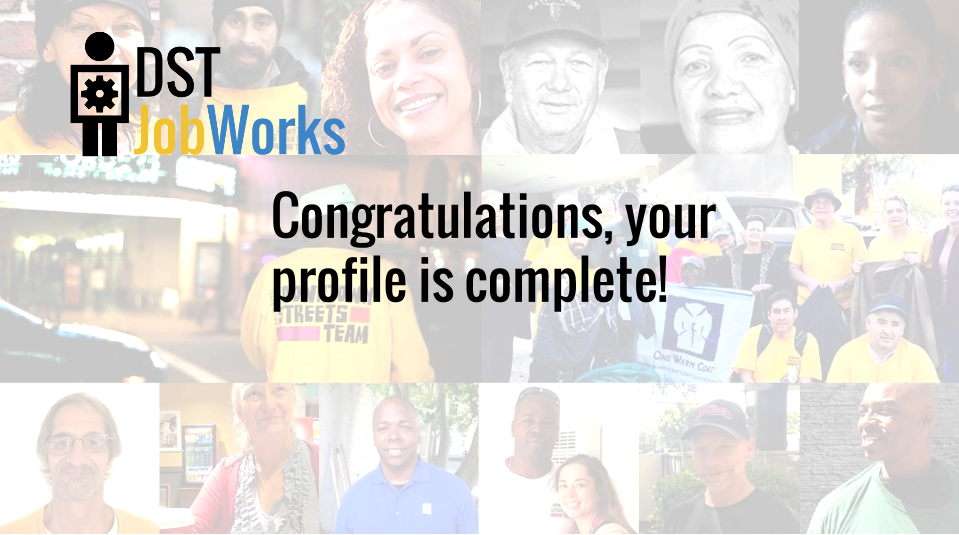 DST
JobWorks
Congratulations, your
profile is complete!
STREETS
TEAM
ONE WARM COAT